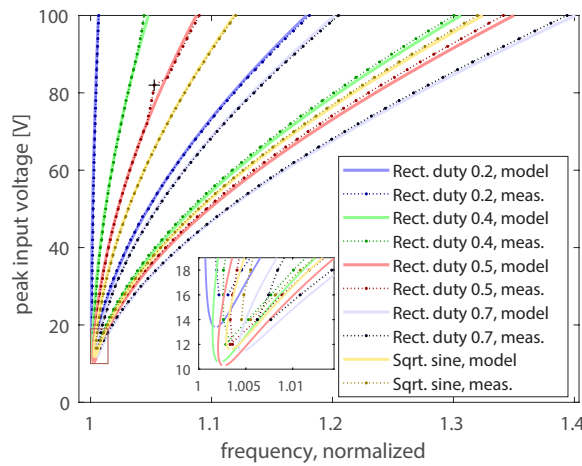 100
80
60
40
20
0
peak input voltage [V]
1
1.1
1.2
1.3
1.4
frequency, normalized
18
16
14
12
10
1
1.005
1.01
Rect. duty 0.2, model
Rect. duty 0.2, meas.
Rect. duty 0.4, model
Rect. duty 0.4, meas.
Rect. duty 0.5, model
Rect. duty 0.5, meas.
Rect. duty 0.7, model
Rect. duty 0.7, meas.
Sqrt. sine, model
Sqrt. sine, meas.